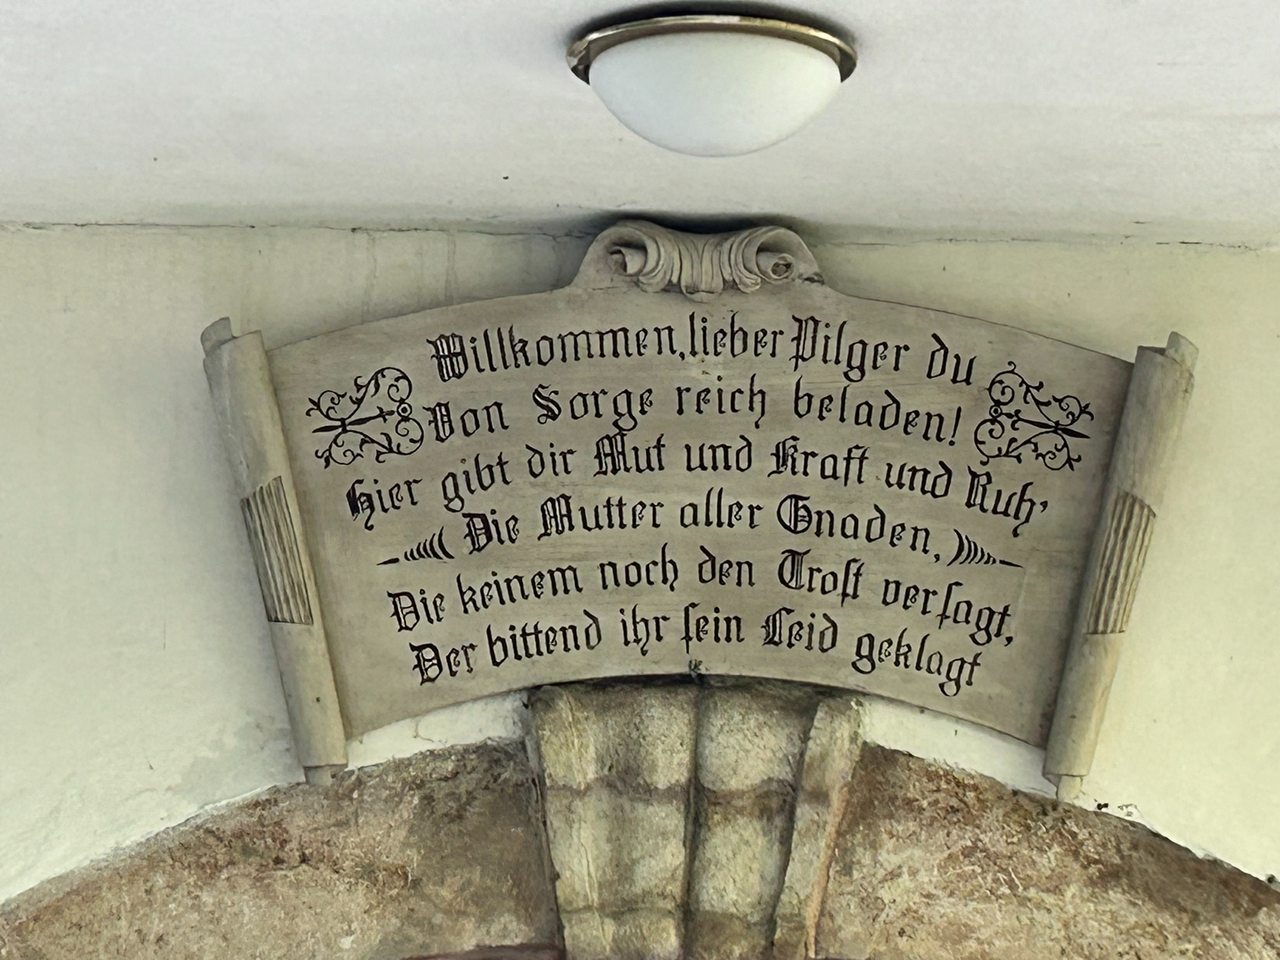 Willkommen, lieber Pilger du
Von Sorge reich beladen!
Hier gibt dir Mut und Kraft und Ruh'
Die Mutter aller Gnaden,
Die keinem noch den Trost versagt,
Der bittend ihr sein Leid geklagt